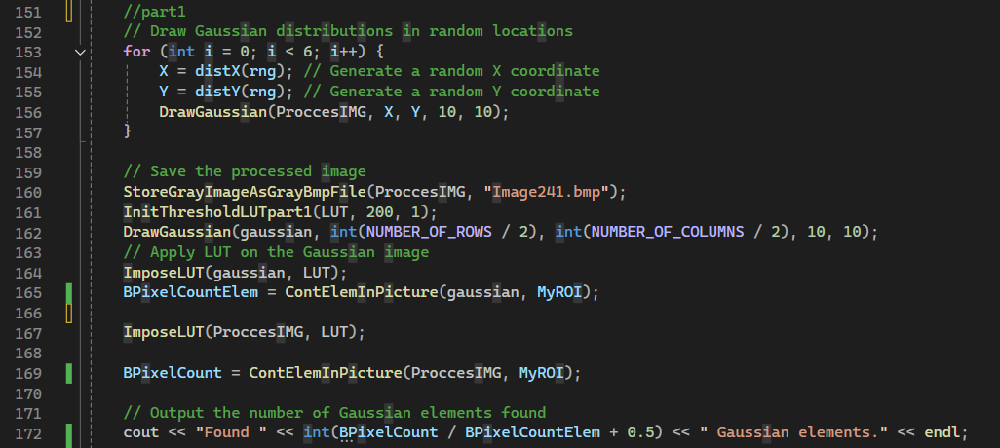 151 //part1
152 // Draw Gaussian distributions in random locations
153 for (int i = 0; i < 6; i++) {
154 X = distX(rng); // Generate a random X coordinate
155 Y = distY(rng); // Generate a random Y coordinate
156 DrawGaussian(ProccesIMG, X, Y, 10, 10);
157 }
158
159 // Save the processed image
160 StoreGrayImageAsGrayBmpFile(ProccesIMG, "Image241.bmp");
161 InitThresholdLUTpart1(LUT, 200, 1);
162 DrawGaussian(gaussian, int(NUMBER_OF_ROWS / 2), int(NUMBER_OF_COLUMNS / 2), 10, 10);
163 // Apply LUT on the Gaussian image
164 ImposeLUT(gaussian, LUT);
165 BPixelCountElem = ContElemInPicture(gaussian, MyROI);
166
167 ImposeLUT(ProccesIMG, LUT);
168
169 BPixelCount = ContElemInPicture(ProccesIMG, MyROI);
170
171 // Output the number of Gaussian elements found
172 cout << "Found " << int(BPixelCount / BPixelCountElem + 0.5) << " Gaussian elements." << endl;